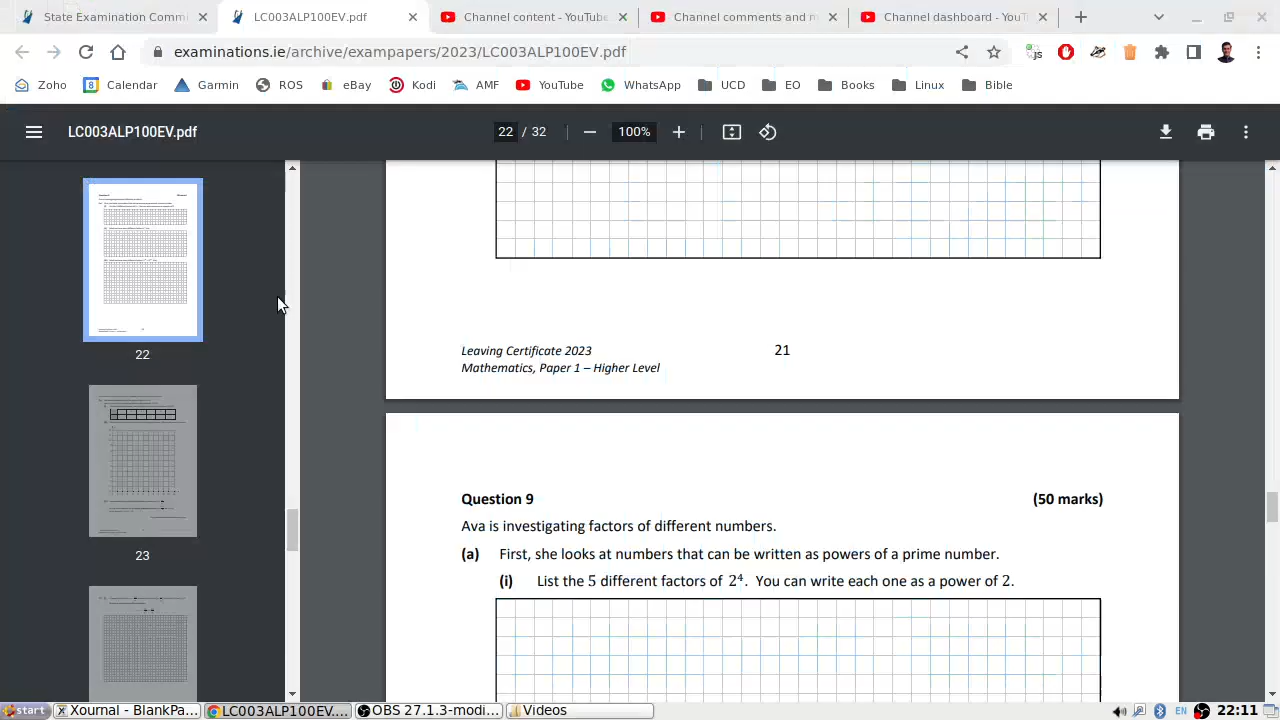 State Examination Commi
LC003ALP100EV.pdf
Channel content - YouTube
Channel comments and m
Channel dashboard - YouT
examinations.ie/archive/exampapers/2023/LC003ALP100EV.pdf
Zoho
Calendar
Garmin
ROS
eBay
Kodi
AMF
YouTube
WhatsApp
UCD
EO
Books
Linux
Bible
LC003ALP100EV.pdf
22 / 32
100%
22
23
Leaving Certificate 2023
21
Mathematics, Paper 1 – Higher Level
Question 9 (50 marks)
Ava is investigating factors of different numbers.
(a) First, she looks at numbers that can be written as powers of a prime number.
(i) List the 5 different factors of 2⁴. You can write each one as a power of 2.
start
Xournal - BlankPa...
LC003ALP100EV....
OBS 27.1.3-modi...
Videos
EN
22:11